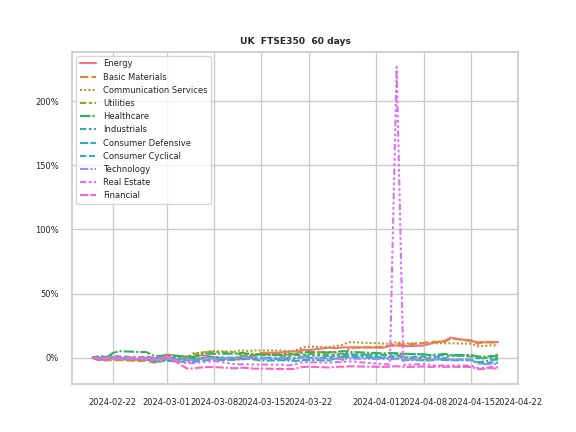 UK FTSE350 60 days
Energy
Basic Materials
Communication Services
Utilities
Healthcare
Industrials
Consumer Defensive
Consumer Cyclical
Technology
Real Estate
Financial
200%
150%
100%
50%
0%
2024-02-22 2024-03-01 2024-03-08 2024-03-15 2024-03-22 2024-04-01 2024-04-08 2024-04-15 2024-04-22